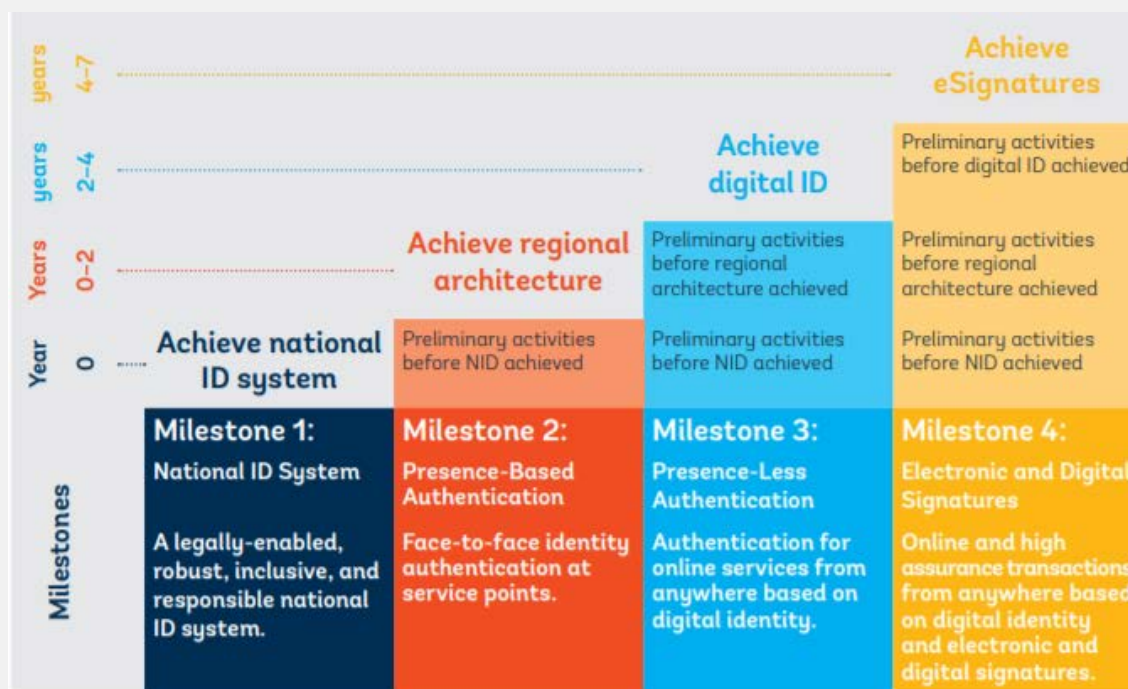 years
4–7
Achieve
eSignatures
years
2–4
Achieve
digital ID
Preliminary activities
before digital ID achieved
Years
0–2
Achieve regional
architecture
Preliminary activities
before regional
architecture achieved
Preliminary activities
before regional
architecture achieved
Year
0
Achieve national
ID system
Preliminary activities
before NID achieved
Preliminary activities
before NID achieved
Preliminary activities
before NID achieved
Milestones
Milestone 1:
National ID System
A legally-enabled,
robust, inclusive, and
responsible national
ID system.
Milestone 2:
Presence-Based
Authentication
Face-to-face identity
authentication at
service points.
Milestone 3:
Presence-Less
Authentication
Authentication for
online services from
anywhere based on
digital identity.
Milestone 4:
Electronic and Digital
Signatures
Online and high
assurance transactions
from anywhere based
on digital identity
and electronic and
digital signatures.